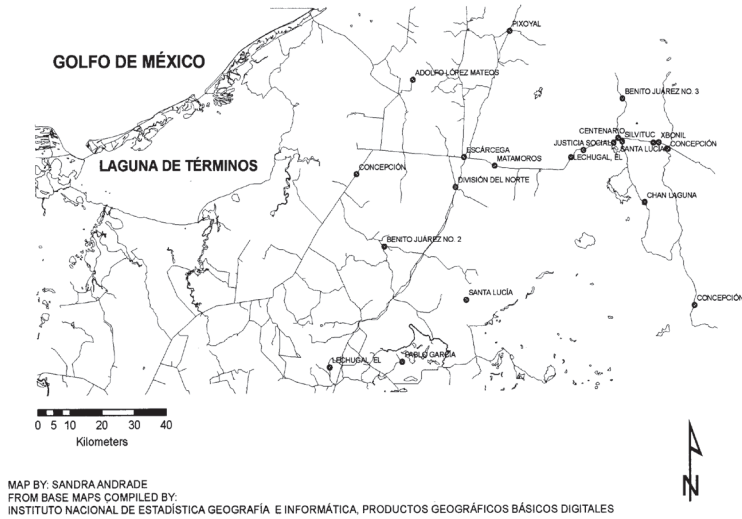 PIXOYAL
GOLFO DE MÉXICO
ADOLFO LÓPEZ MATEOS
BENITO JUÁREZ NO. 3
CENTENARIO
SILVITUC
XBONIL
JUSTICIA SOCIAL
SANTA LUCÍA
CONCEPCIÓN
ESCÁRCEGA
LECHUGAL, EL
LAGUNA DE TÉRMINOS
MATAMOROS
CONCEPCIÓN
DIVISIÓN DEL NORTE
CHAN LAGUNA
BENITO JUÁREZ NO. 2
SANTA LUCÍA
CONCEPCIÓN
LECHUGAL, EL
PABLO GARCÍA
0 5 10 20 30 40
Kilometers
N
MAP BY: SANDRA ANDRADE
FROM BASE MAPS COMPILED BY:
INSTITUTO NACIONAL DE ESTADÍSTICA GEOGRAFÍA E INFORMÁTICA, PRODUCTOS GEOGRÁFICOS BÁSICOS DIGITALES